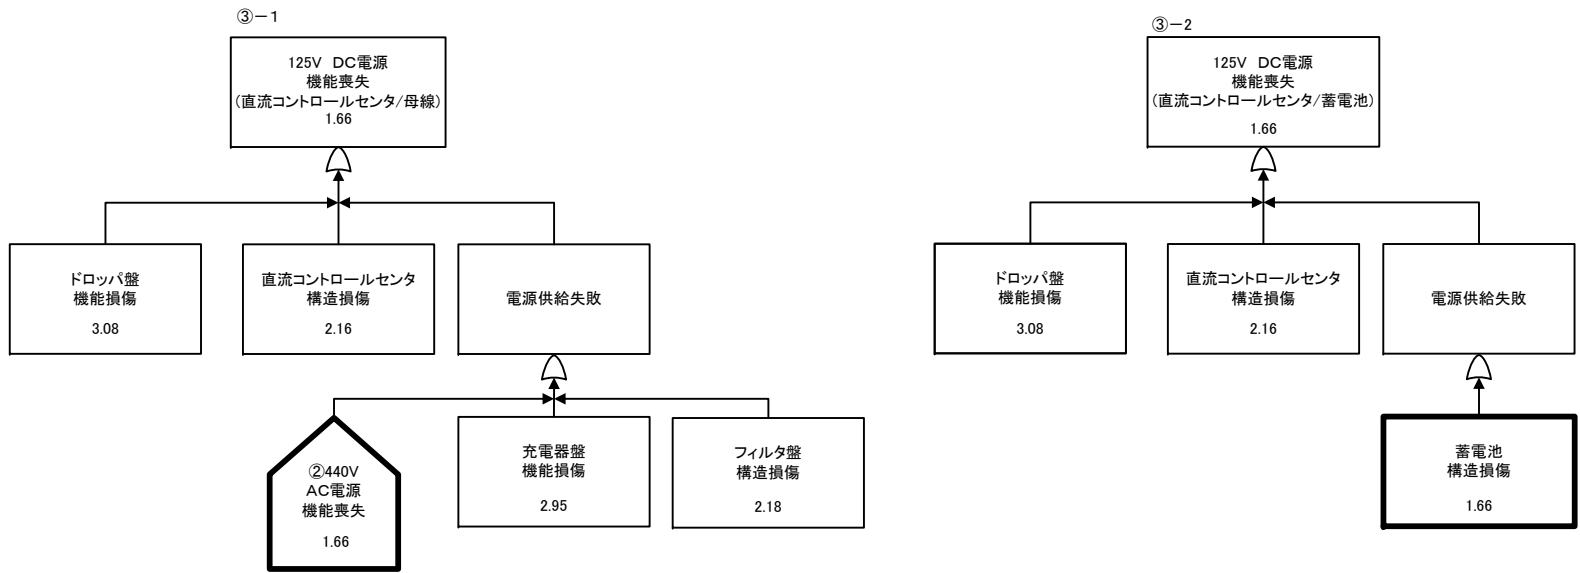 ③－1
125V　DC電源
機能喪失
(直流コントロールセンタ/母線)
1.66
ドロッパ盤
機能損傷
3.08
直流コントロールセンタ
構造損傷
2.16
電源供給失敗
②440V
AC電源
機能喪失
1.66
充電器盤
機能損傷
2.95
フィルタ盤
構造損傷
2.18
③－2
125V　DC電源
機能喪失
(直流コントロールセンタ/蓄電池)
1.66
ドロッパ盤
機能損傷
3.08
直流コントロールセンタ
構造損傷
2.16
電源供給失敗
蓄電池
構造損傷
1.66